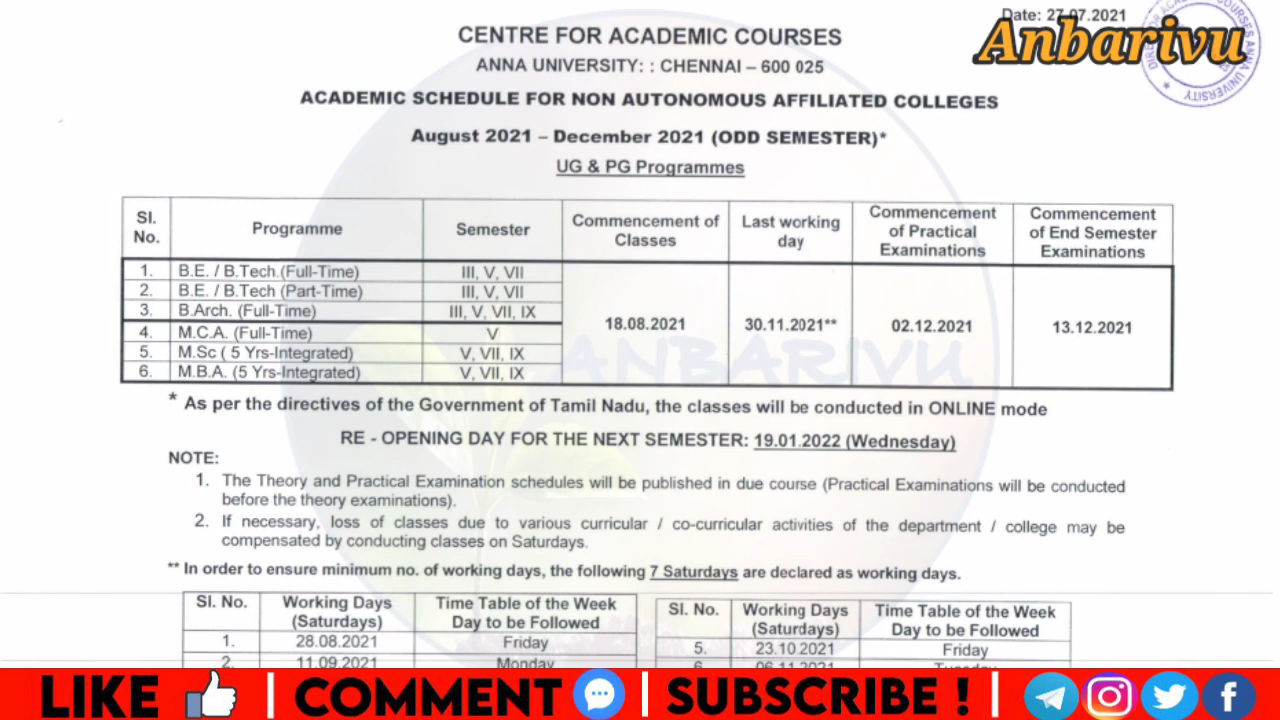 Date: 27.07.2021
Anbarivu
CENTRE FOR ACADEMIC COURSES
ANNA UNIVERSITY: : CHENNAI – 600 025
ACADEMIC SCHEDULE FOR NON AUTONOMOUS AFFILIATED COLLEGES
August 2021 – December 2021 (ODD SEMESTER)*
UG & PG Programmes
Sl. No. Programme Semester Commencement of Classes Last working day Commencement of Practical Examinations Commencement of End Semester Examinations
1. B.E. / B.Tech.(Full-Time) III, V, VII
2. B.E. / B.Tech (Part-Time) III, V, VII
3. B.Arch. (Full-Time) III, V, VII, IX
18.08.2021 30.11.2021** 02.12.2021 13.12.2021
4. M.C.A. (Full-Time) V
5. M.Sc ( 5 Yrs-Integrated) V, VII, IX
6. M.B.A. (5 Yrs-Integrated) V, VII, IX
ANBARIVU
* As per the directives of the Government of Tamil Nadu, the classes will be conducted in ONLINE mode
RE - OPENING DAY FOR THE NEXT SEMESTER: 19.01.2022 (Wednesday)
NOTE:
1. The Theory and Practical Examination schedules will be published in due course (Practical Examinations will be conducted
before the theory examinations).
2. If necessary, loss of classes due to various curricular / co-curricular activities of the department / college may be
compensated by conducting classes on Saturdays.
** In order to ensure minimum no. of working days, the following 7 Saturdays are declared as working days.
Sl. No. Working Days (Saturdays) Time Table of the Week Day to be Followed
1. 28.08.2021 Friday
2. 11.09.2021 Monday
Sl. No. Working Days (Saturdays) Time Table of the Week Day to be Followed
5. 23.10.2021 Friday
6. 06.11.2021 Tuesday
LIKE | COMMENT | SUBSCRIBE ! |